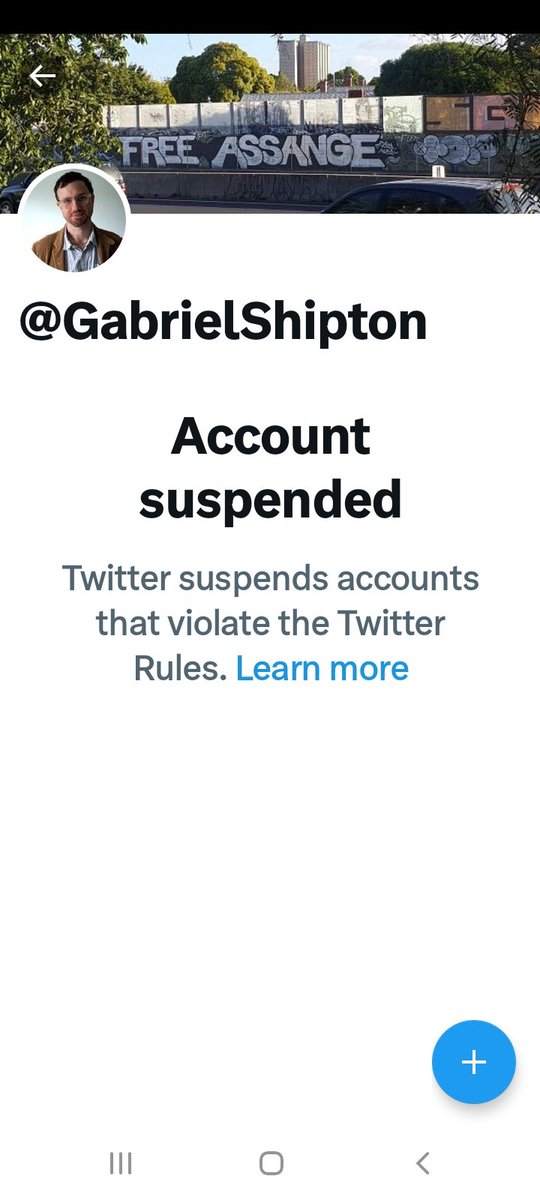 FREE ASSANGE
@GabrielShipton
Account
suspended
Twitter suspends accounts
that violate the Twitter
Rules. Learn more